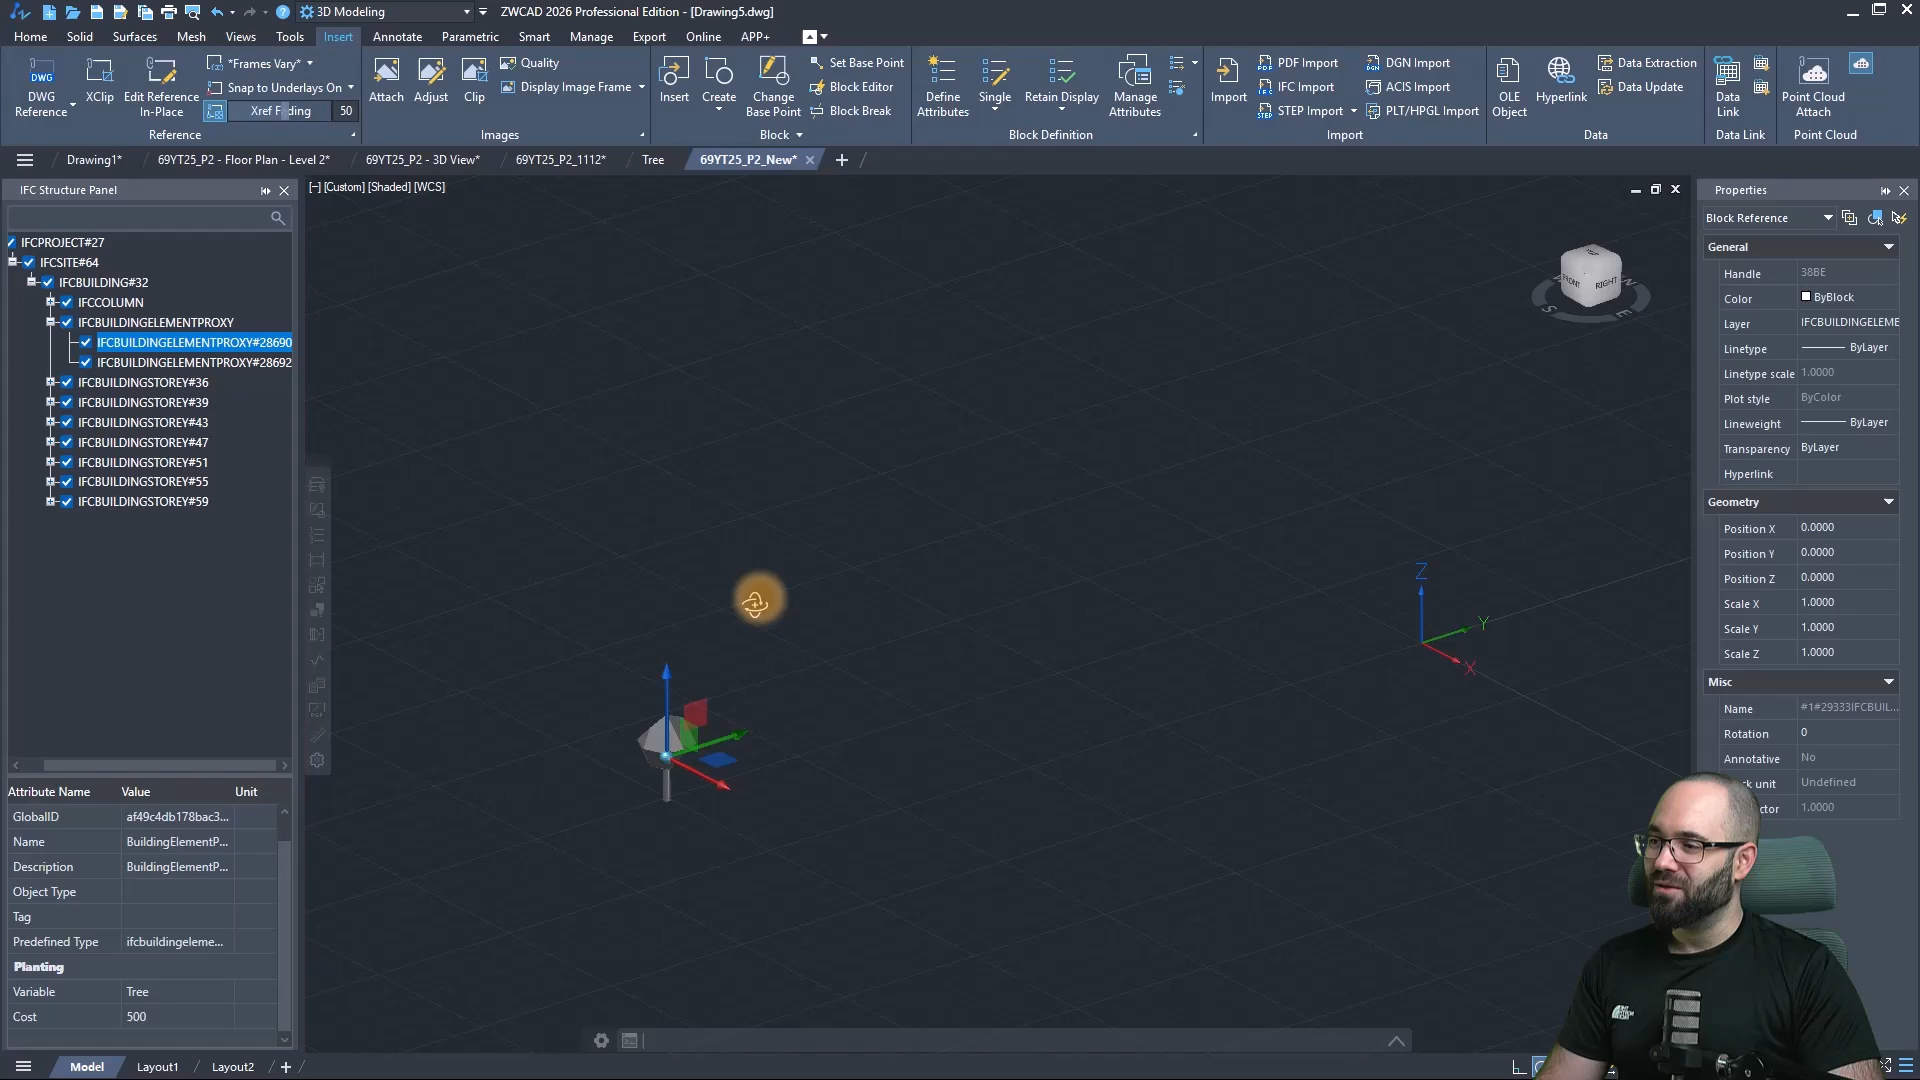 3D Modeling
ZWCAD 2026 Professional Edition - [Drawing5.dwg]
Home Solid Surfaces Mesh Views Tools Insert Annotate Parametric Smart Manage Export Online APP+
DWG Reference
XClip
Edit Reference In-Place
*Frames Vary*
Snap to Underlays On
Xref Fading 50
Reference
Attach
Adjust
Clip
Quality
Display Image Frame
Images
Insert
Create
Change Base Point
Set Base Point
Block Editor
Block Break
Block
Define Attributes
Single
Retain Display
Manage Attributes
Block Definition
Import
PDF Import
IFC Import
STEP Import
DGN Import
ACIS Import
PLT/HPGL Import
Import
OLE Object
Hyperlink
Data Extraction
Data Update
Data
Data Link
Data Link
Point Cloud Attach
Point Cloud
Drawing1*
69YT25_P2 - Floor Plan - Level 2*
69YT25_P2 - 3D View*
69YT25_P2_1112*
Tree
69YT25_P2_New*
IFC Structure Panel
IFCPROJECT#27
IFCSITE#64
IFCBUILDING#32
IFCCOLUMN
IFCBUILDINGELEMENTPROXY
IFCBUILDINGELEMENTPROXY#28690
IFCBUILDINGELEMENTPROXY#28692
IFCBUILDINGSTOREY#36
IFCBUILDINGSTOREY#39
IFCBUILDINGSTOREY#43
IFCBUILDINGSTOREY#47
IFCBUILDINGSTOREY#51
IFCBUILDINGSTOREY#55
IFCBUILDINGSTOREY#59
Attribute Name Value Unit
GlobalID af49c4db178bac3...
Name BuildingElementP...
Description BuildingElementP...
Object Type
Tag
Predefined Type ifcbuildingeleme...
Planting
Variable Tree
Cost 500
[−] [Custom] [Shaded] [WCS]
FRONT RIGHT
S E
Z
Y
X
Properties
Block Reference
General
Handle 38BE
Color ByBlock
Layer IFCBUILDINGELEME
Linetype ByLayer
Linetype scale 1.0000
Plot style ByColor
Lineweight ByLayer
Transparency ByLayer
Hyperlink
Geometry
Position X 0.0000
Position Y 0.0000
Position Z 0.0000
Scale X 1.0000
Scale Y 1.0000
Scale Z 1.0000
Misc
Name #1#29333IFCBUIL...
Rotation 0
Annotative No
unit Undefined
ctor 1.0000
Model Layout1 Layout2